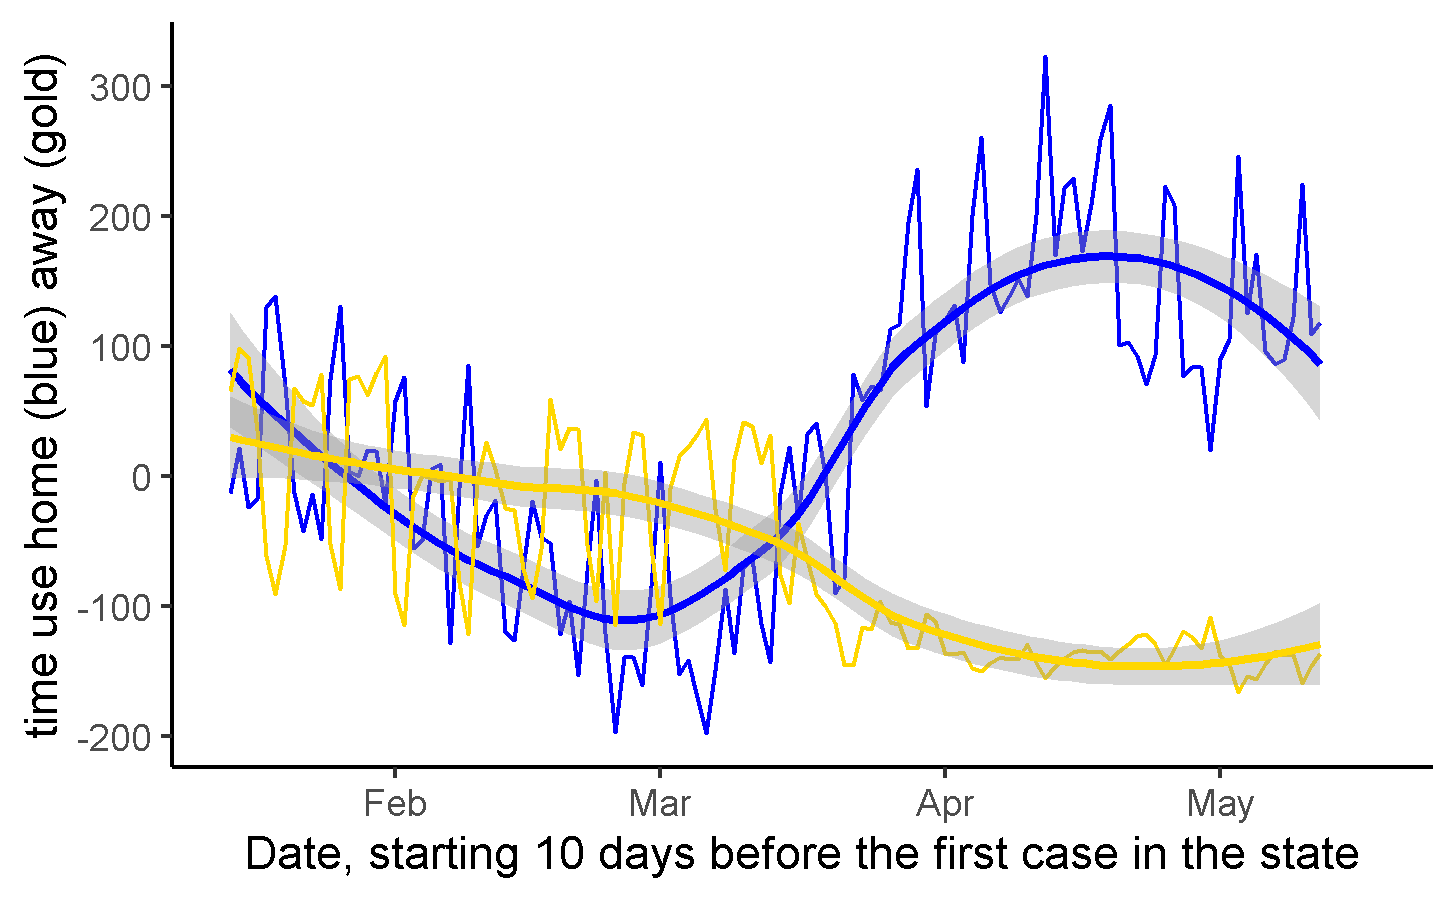 time use home (blue) away (gold)
300
200
100
0
-100
-200
Feb Mar Apr May
Date, starting 10 days before the first case in the state